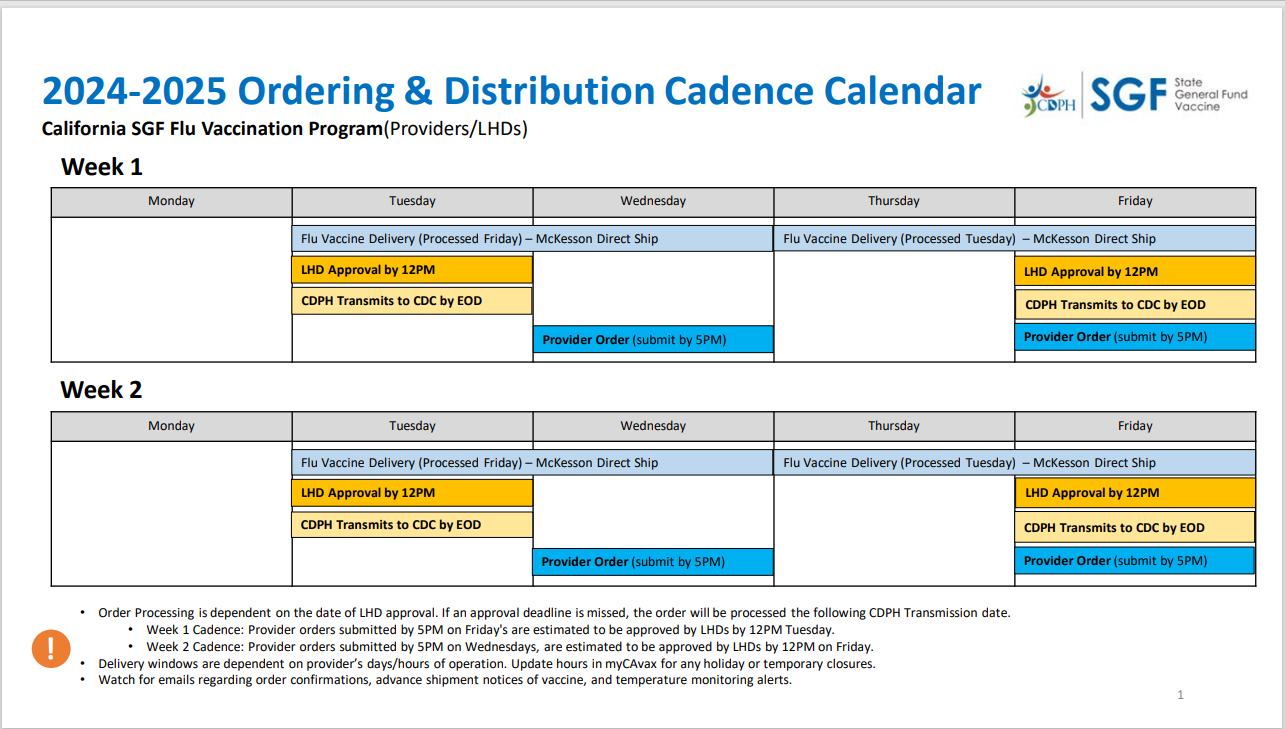 2024-2025 Ordering & Distribution Cadence Calendar
CDPH
SGF
State
General Fund
Vaccine
California SGF Flu Vaccination Program(Providers/LHDs)
Week 1
Monday Tuesday Wednesday Thursday Friday
Flu Vaccine Delivery (Processed Friday) – McKesson Direct Ship Flu Vaccine Delivery (Processed Tuesday) – McKesson Direct Ship
LHD Approval by 12PM LHD Approval by 12PM
CDPH Transmits to CDC by EOD CDPH Transmits to CDC by EOD
Provider Order (submit by 5PM) Provider Order (submit by 5PM)
Week 2
Monday Tuesday Wednesday Thursday Friday
Flu Vaccine Delivery (Processed Friday) – McKesson Direct Ship Flu Vaccine Delivery (Processed Tuesday) – McKesson Direct Ship
LHD Approval by 12PM LHD Approval by 12PM
CDPH Transmits to CDC by EOD CDPH Transmits to CDC by EOD
Provider Order (submit by 5PM) Provider Order (submit by 5PM)
!
• Order Processing is dependent on the date of LHD approval. If an approval deadline is missed, the order will be processed the following CDPH Transmission date.
• Week 1 Cadence: Provider orders submitted by 5PM on Friday's are estimated to be approved by LHDs by 12PM Tuesday.
• Week 2 Cadence: Provider orders submitted by 5PM on Wednesdays, are estimated to be approved by LHDs by 12PM on Friday.
• Delivery windows are dependent on provider's days/hours of operation. Update hours in myCAvax for any holiday or temporary closures.
• Watch for emails regarding order confirmations, advance shipment notices of vaccine, and temperature monitoring alerts.
1